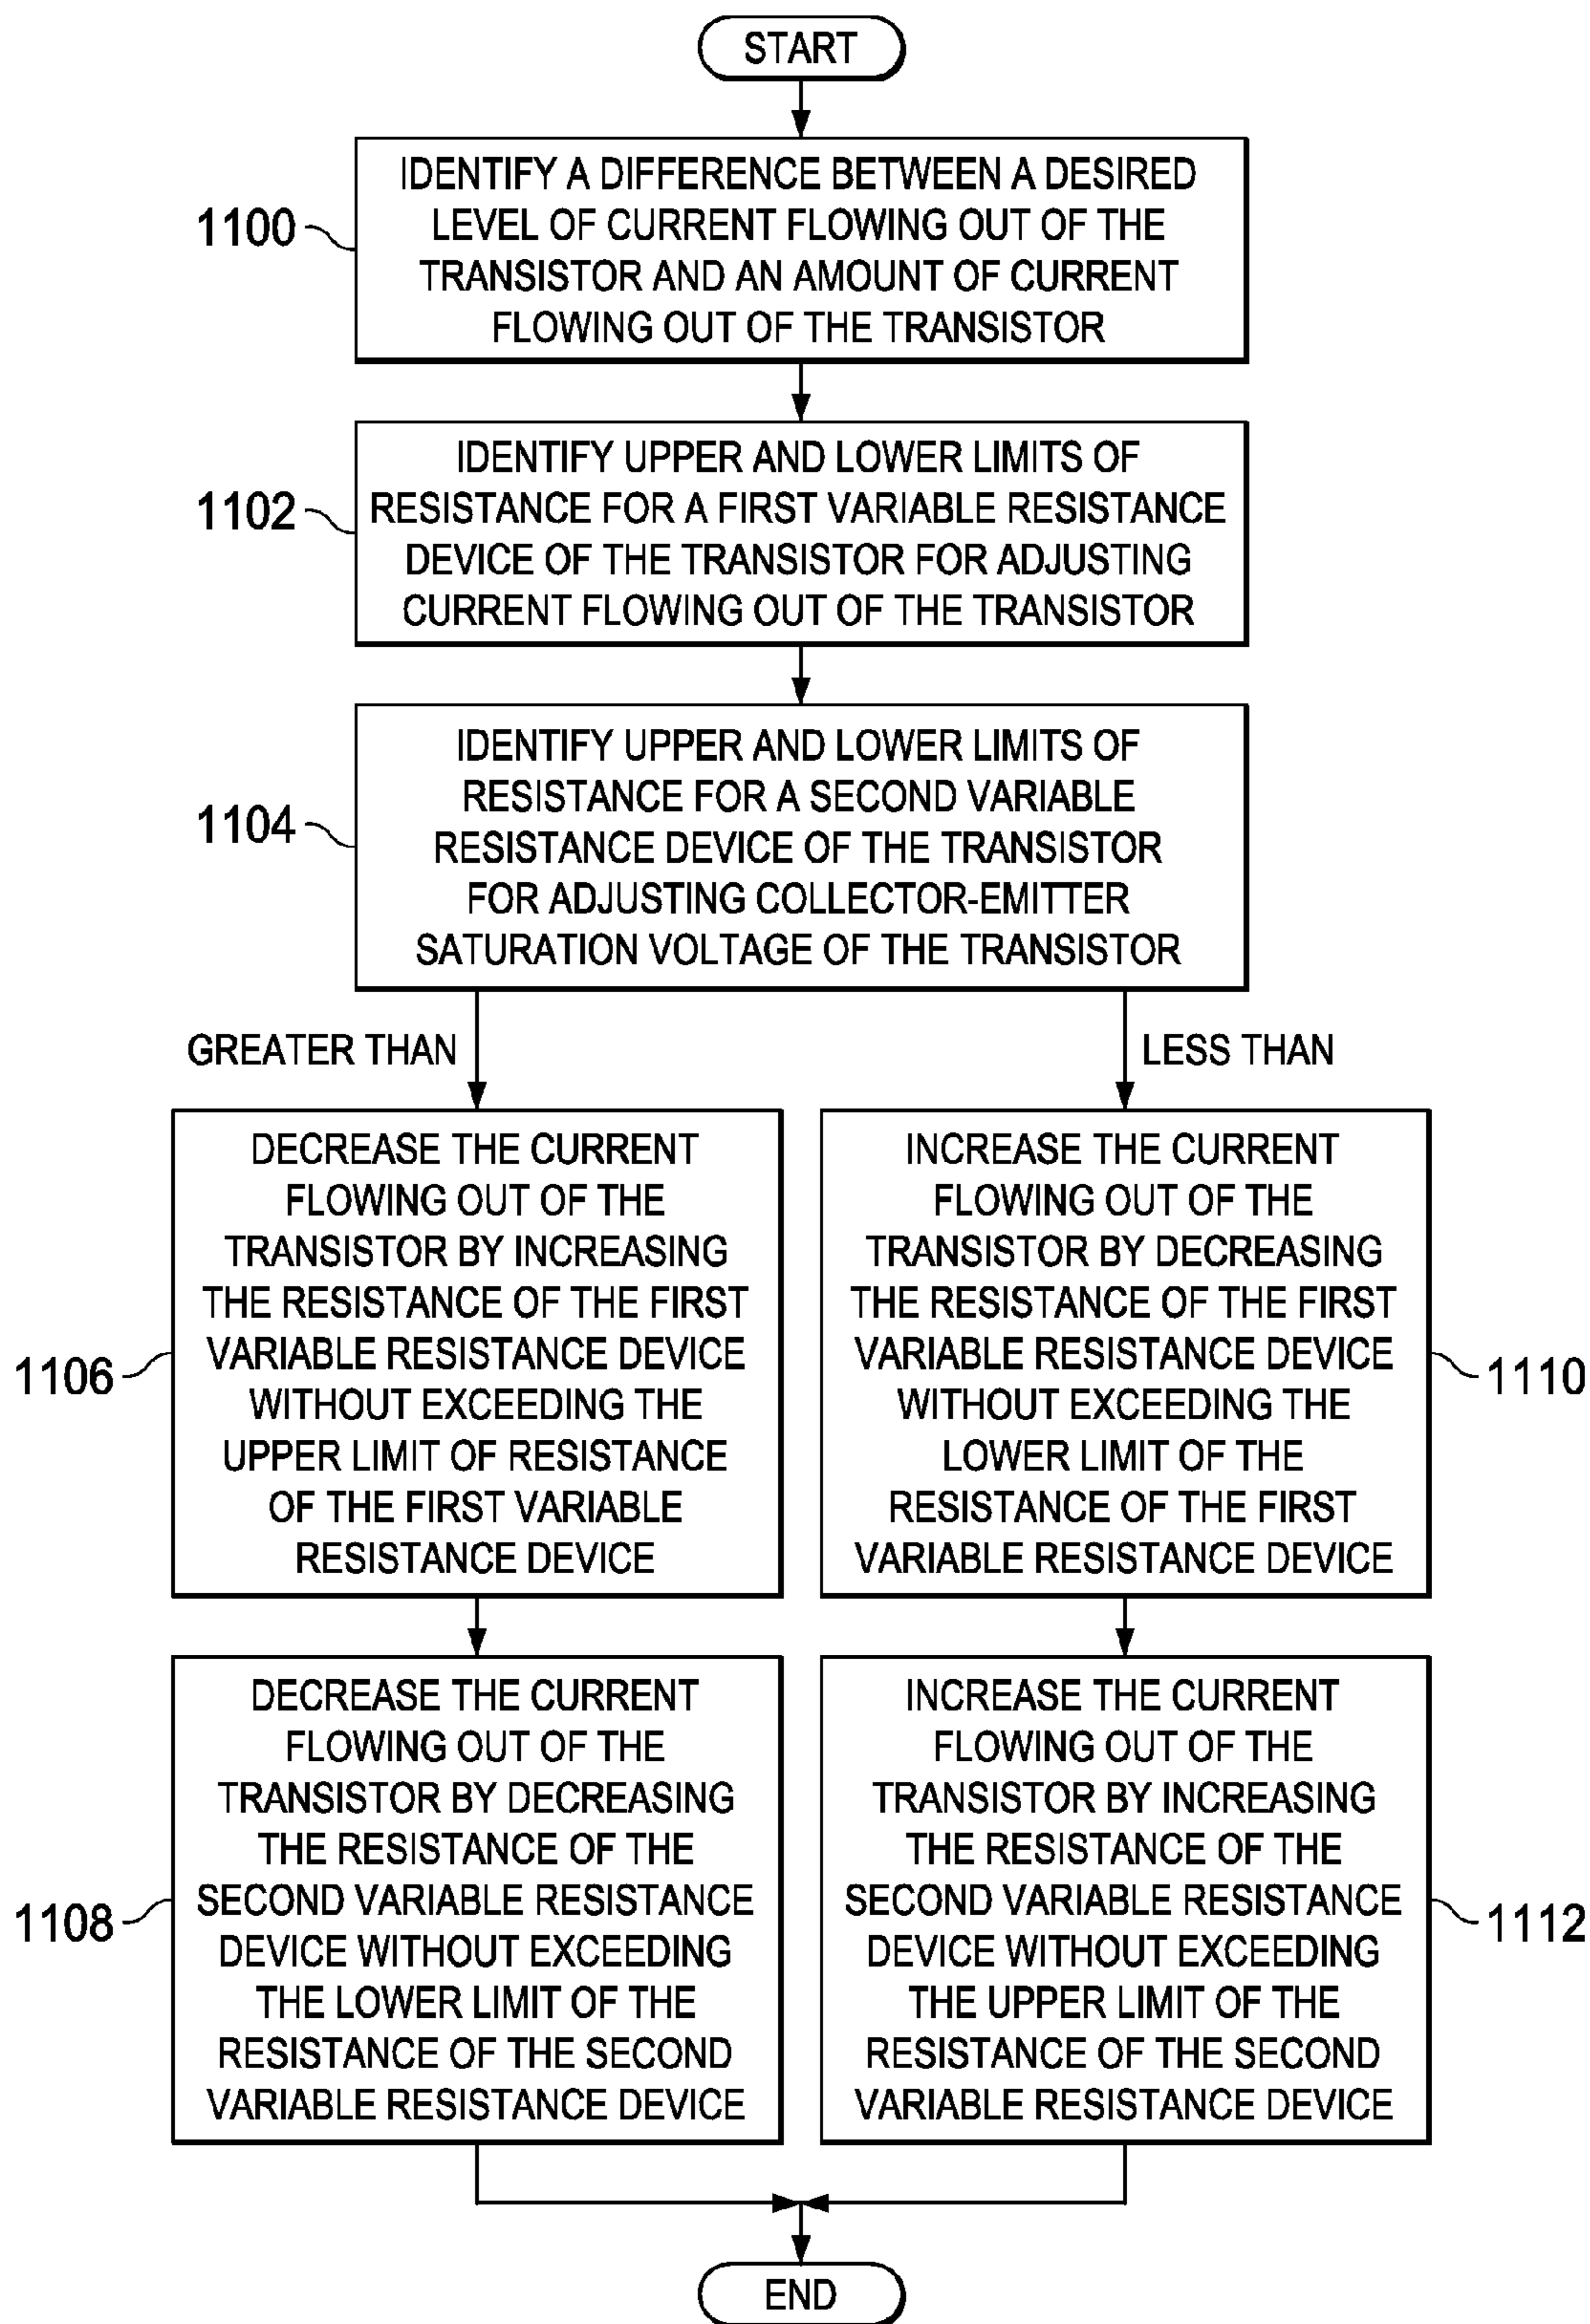 START
1100
IDENTIFY A DIFFERENCE BETWEEN A DESIRED
LEVEL OF CURRENT FLOWING OUT OF THE
TRANSISTOR AND AN AMOUNT OF CURRENT
FLOWING OUT OF THE TRANSISTOR
1102
IDENTIFY UPPER AND LOWER LIMITS OF
RESISTANCE FOR A FIRST VARIABLE RESISTANCE
DEVICE OF THE TRANSISTOR FOR ADJUSTING
CURRENT FLOWING OUT OF THE TRANSISTOR
1104
IDENTIFY UPPER AND LOWER LIMITS OF
RESISTANCE FOR A SECOND VARIABLE
RESISTANCE DEVICE OF THE TRANSISTOR
FOR ADJUSTING COLLECTOR-EMITTER
SATURATION VOLTAGE OF THE TRANSISTOR
GREATER THAN
LESS THAN
1106
DECREASE THE CURRENT
FLOWING OUT OF THE
TRANSISTOR BY INCREASING
THE RESISTANCE OF THE FIRST
VARIABLE RESISTANCE DEVICE
WITHOUT EXCEEDING THE
UPPER LIMIT OF RESISTANCE
OF THE FIRST VARIABLE
RESISTANCE DEVICE
INCREASE THE CURRENT
FLOWING OUT OF THE
TRANSISTOR BY DECREASING
THE RESISTANCE OF THE FIRST
VARIABLE RESISTANCE DEVICE
WITHOUT EXCEEDING THE
LOWER LIMIT OF THE
RESISTANCE OF THE FIRST
VARIABLE RESISTANCE DEVICE
1110
1108
DECREASE THE CURRENT
FLOWING OUT OF THE
TRANSISTOR BY DECREASING
THE RESISTANCE OF THE
SECOND VARIABLE RESISTANCE
DEVICE WITHOUT EXCEEDING
THE LOWER LIMIT OF THE
RESISTANCE OF THE SECOND
VARIABLE RESISTANCE DEVICE
INCREASE THE CURRENT
FLOWING OUT OF THE
TRANSISTOR BY INCREASING
THE RESISTANCE OF THE
SECOND VARIABLE RESISTANCE
DEVICE WITHOUT EXCEEDING
THE UPPER LIMIT OF THE
RESISTANCE OF THE SECOND
VARIABLE RESISTANCE DEVICE
1112
END